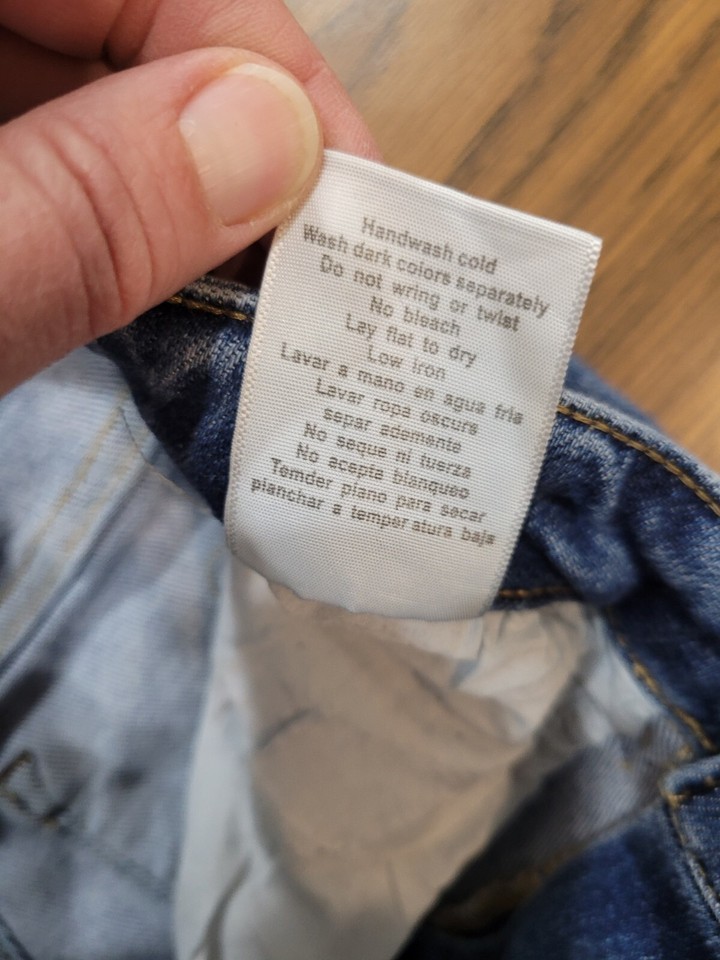 Handwash cold
Wash dark colors separately
Do not wring or twist
No bleach
Lay flat to dry
Low iron
Lavar a mano en agua fria
Lavar ropa oscura
separ ademente
No seque ni tuerza
No acepta blanqueo
Temder plano para secar
planchar a temper atura baja